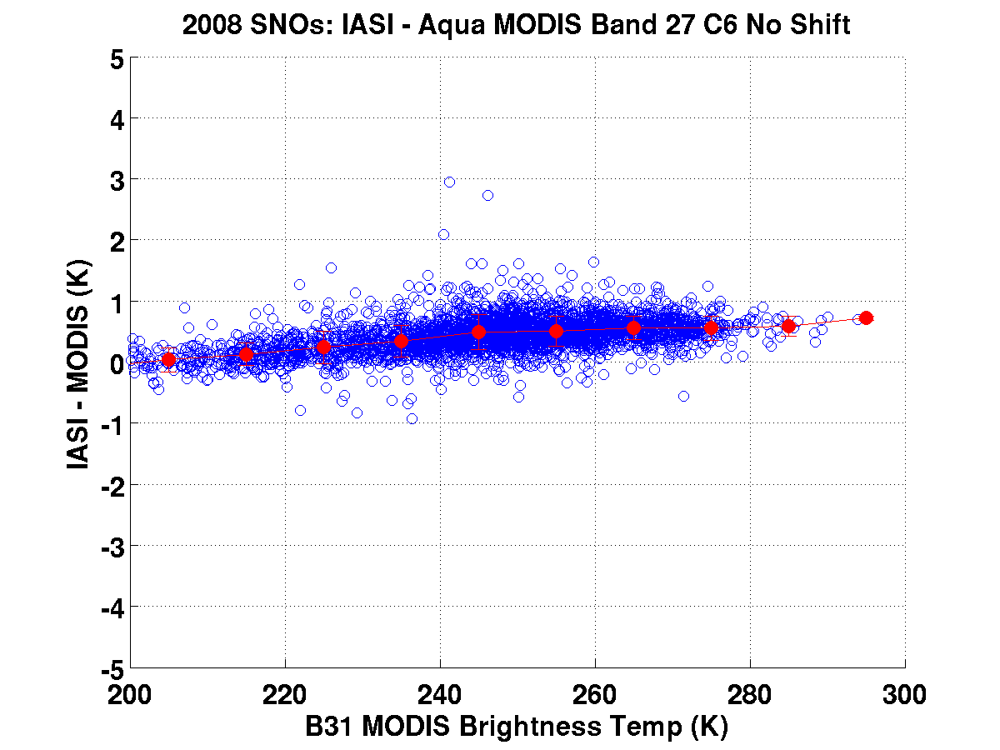 2008 SNOs: IASI - Aqua MODIS Band 27 C6 No Shift
5
4
3
2
1
0
-1
-2
-3
-4
-5
IASI - MODIS (K)
200 220 240 260 280 300
B31 MODIS Brightness Temp (K)